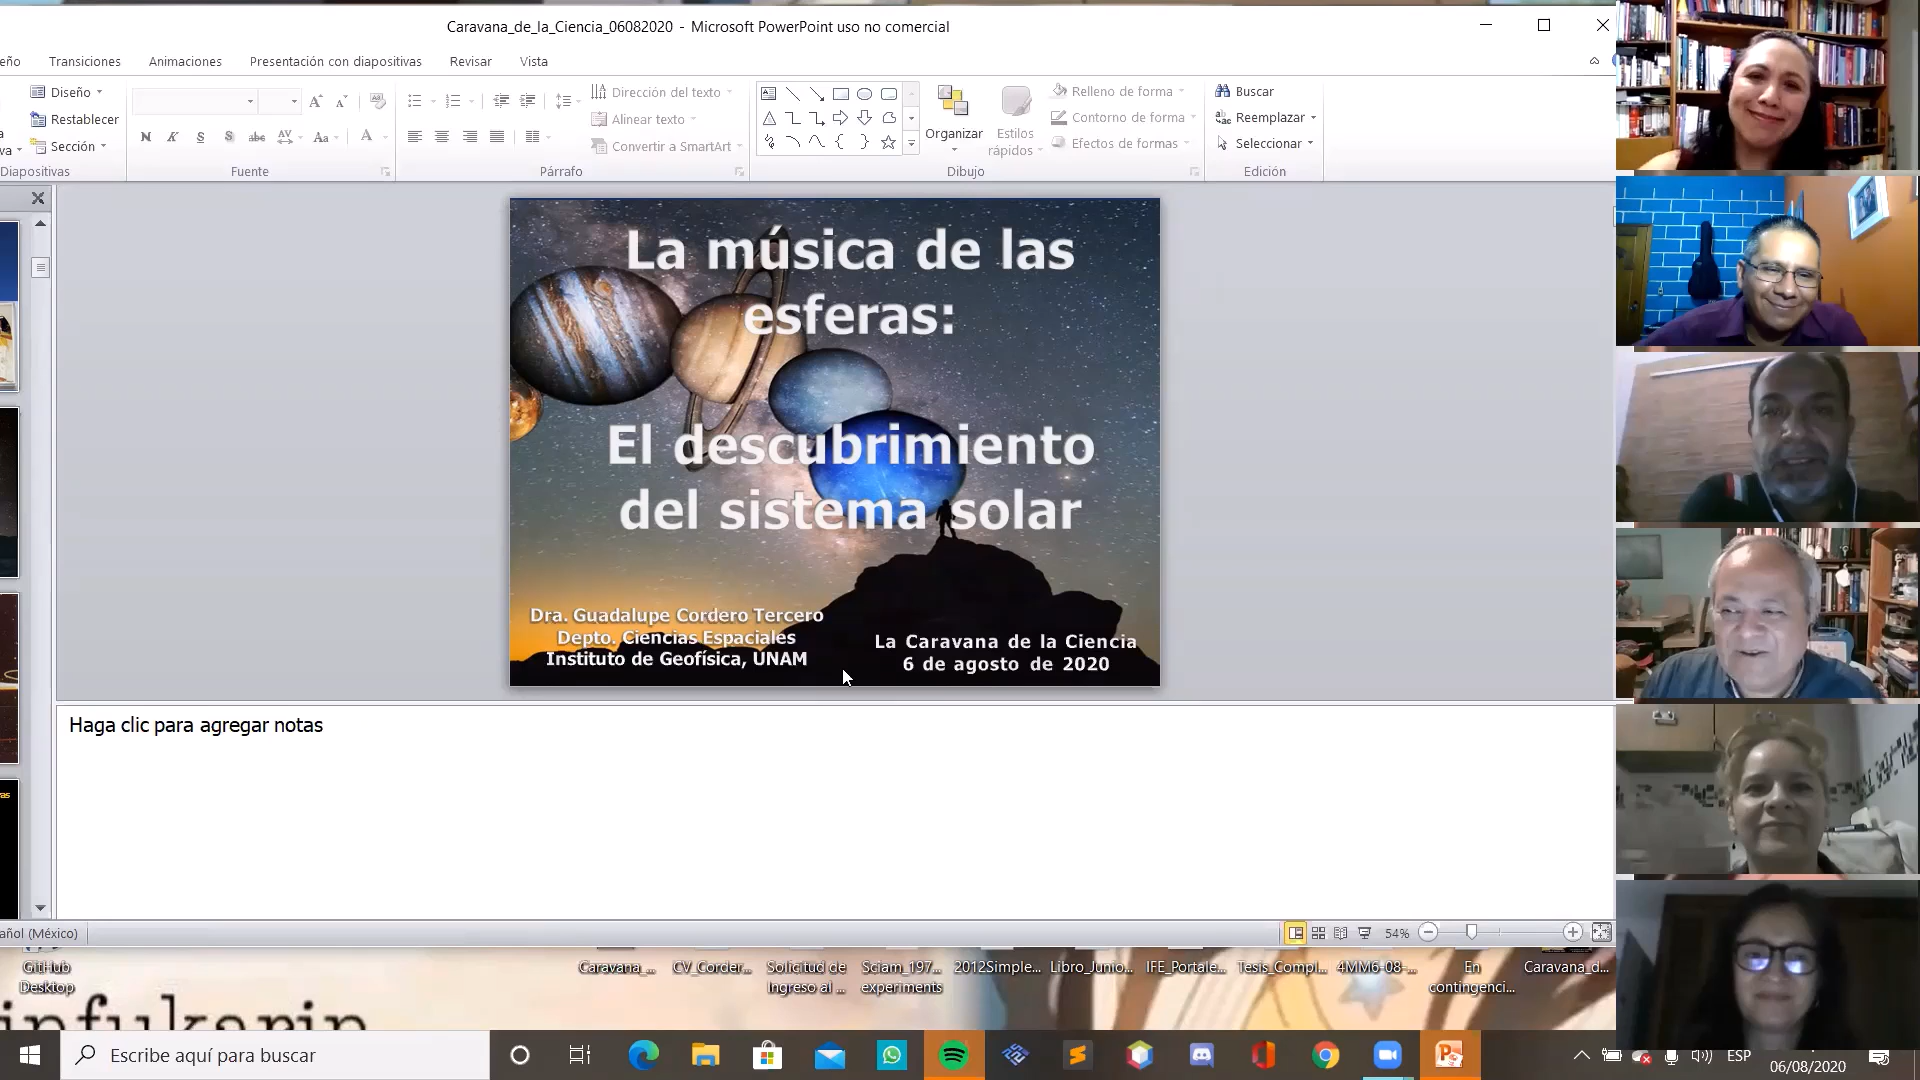 Caravana_de_la_Ciencia_06082020 - Microsoft PowerPoint uso no comercial
eño Transiciones Animaciones Presentación con diapositivas Revisar Vista
Diseño
Restablecer
Sección
Diapositivas
Fuente
Dirección del texto
Alinear texto
Convertir a SmartArt
Párrafo
Organizar
Estilos
rápidos
Relleno de forma
Contorno de forma
Efectos de formas
Dibujo
Buscar
Reemplazar
Seleccionar
Edición
La música de las
esferas:
El descubrimiento
del sistema solar
Dra. Guadalupe Cordero Tercero
Depto. Ciencias Espaciales
Instituto de Geofísica, UNAM
La Caravana de la Ciencia
6 de agosto de 2020
Haga clic para agregar notas
añol (México)
54%
GitHub
Desktop
Caravana_...
CV_Corder...
Solicitud de
Ingreso al ...
Sciam_197...
experiments
2012Simple...
Libro_Junio...
IFE_Portale...
Tesis_Compl...
4MM6-08-...
En
contingenci...
Caravana_d...
Escribe aquí para buscar
ESP
06/08/2020